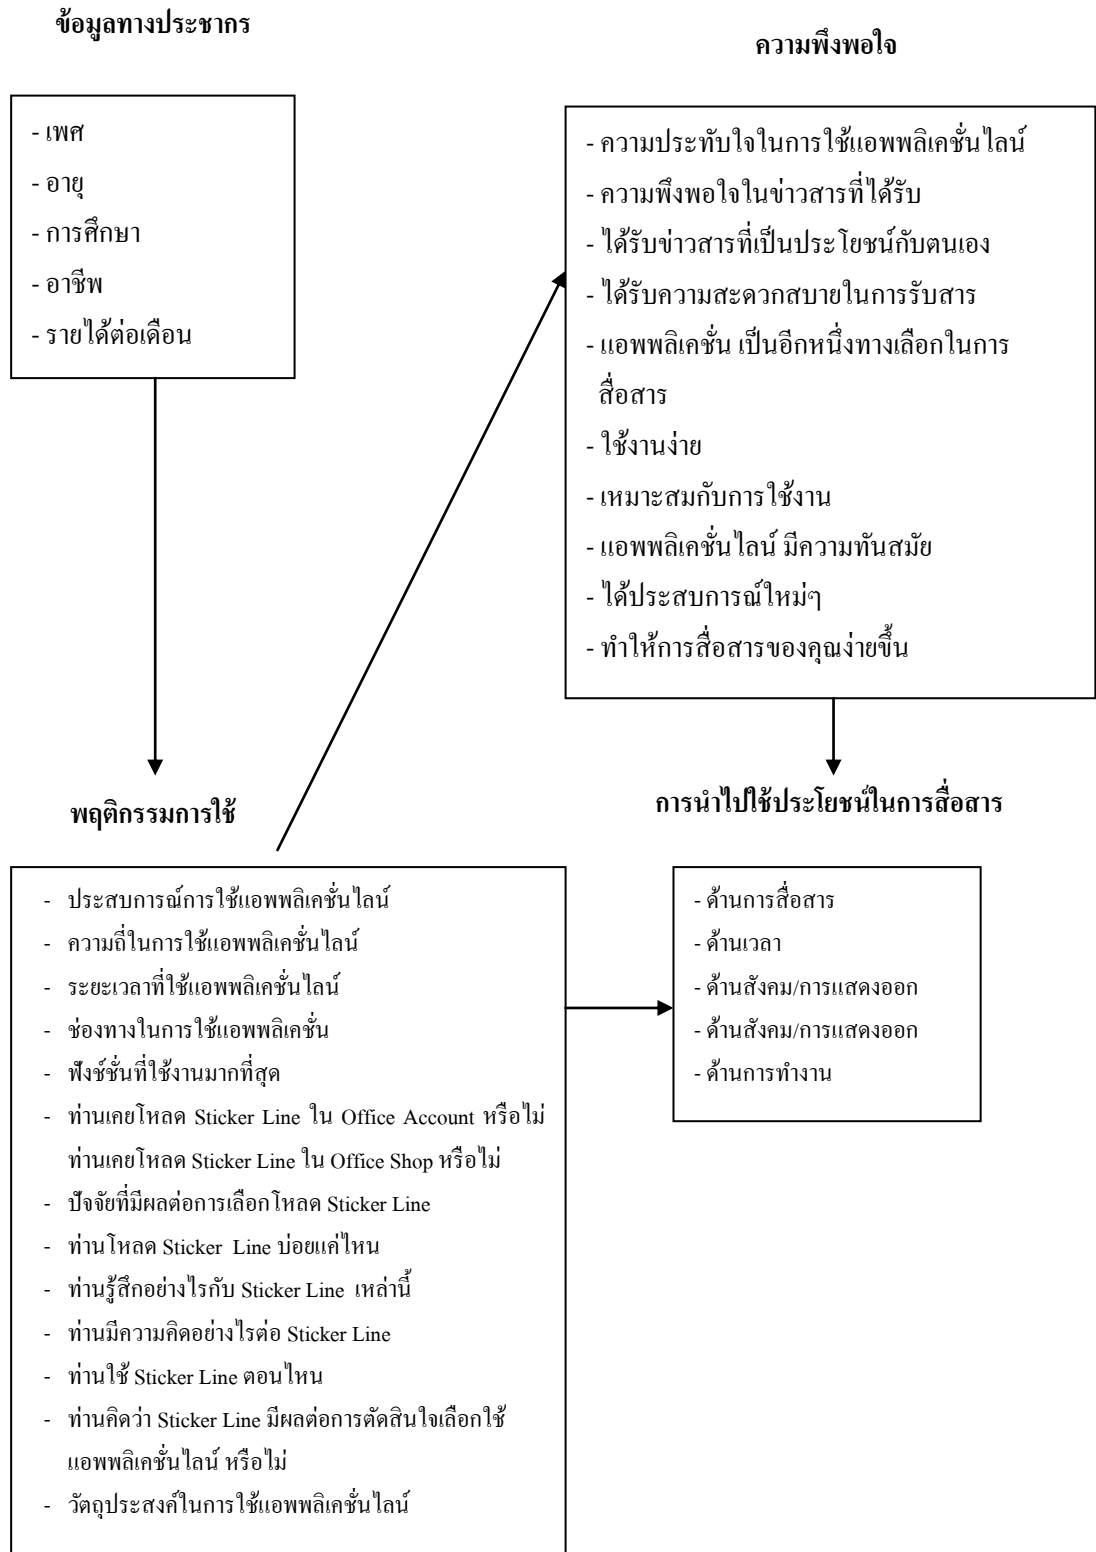 ข้อมูลทางประชากร
- เพศ
- อายุ
- การศึกษา
- อาชีพ
- รายได้ต่อเดือน
ความพึงพอใจ
- ความประทับใจในการใช้แอพพลิเคชั่นไลน์
- ความพึงพอใจในข่าวสารที่ได้รับ
- ได้รับข่าวสารที่เป็นประโยชน์กับตนเอง
- ได้รับความสะดวกสบายในการรับสาร
- แอพพลิเคชั่น เป็นอีกหนึ่งทางเลือกในการ
สื่อสาร
- ใช้งานง่าย
- เหมาะสมกับการใช้งาน
- แอพพลิเคชั่นไลน์ มีความทันสมัย
- ได้ประสบการณ์ใหม่ๆ
- ทำให้การสื่อสารของคุณง่ายขึ้น
พฤติกรรมการใช้
- ประสบการณ์การใช้แอพพลิเคชั่นไลน์
- ความถี่ในการใช้แอพพลิเคชั่นไลน์
- ระยะเวลาที่ใช้แอพพลิเคชั่นไลน์
- ช่องทางในการใช้แอพพลิเคชั่น
- ฟังช์ชั่นที่ใช้งานมากที่สุด
- ท่านเคยโหลด Sticker Line ใน Office Account หรือไม่
ท่านเคยโหลด Sticker Line ใน Office Shop หรือไม่
- ปัจจัยที่มีผลต่อการเลือกโหลด Sticker Line
- ท่านโหลด Sticker Line บ่อยแค่ไหน
- ท่านรู้สึกอย่างไรกับ Sticker Line เหล่านี้
- ท่านมีความคิดอย่างไรต่อ Sticker Line
- ท่านใช้ Sticker Line ตอนไหน
- ท่านคิดว่า Sticker Line มีผลต่อการตัดสินใจเลือกใช้
แอพพลิเคชั่นไลน์ หรือไม่
- วัตถุประสงค์ในการใช้แอพพลิเคชั่นไลน์
การนำไปใช้ประโยชน์ในการสื่อสาร
- ด้านการสื่อสาร
- ด้านเวลา
- ด้านสังคม/การแสดงออก
- ด้านสังคม/การแสดงออก
- ด้านการทำงาน